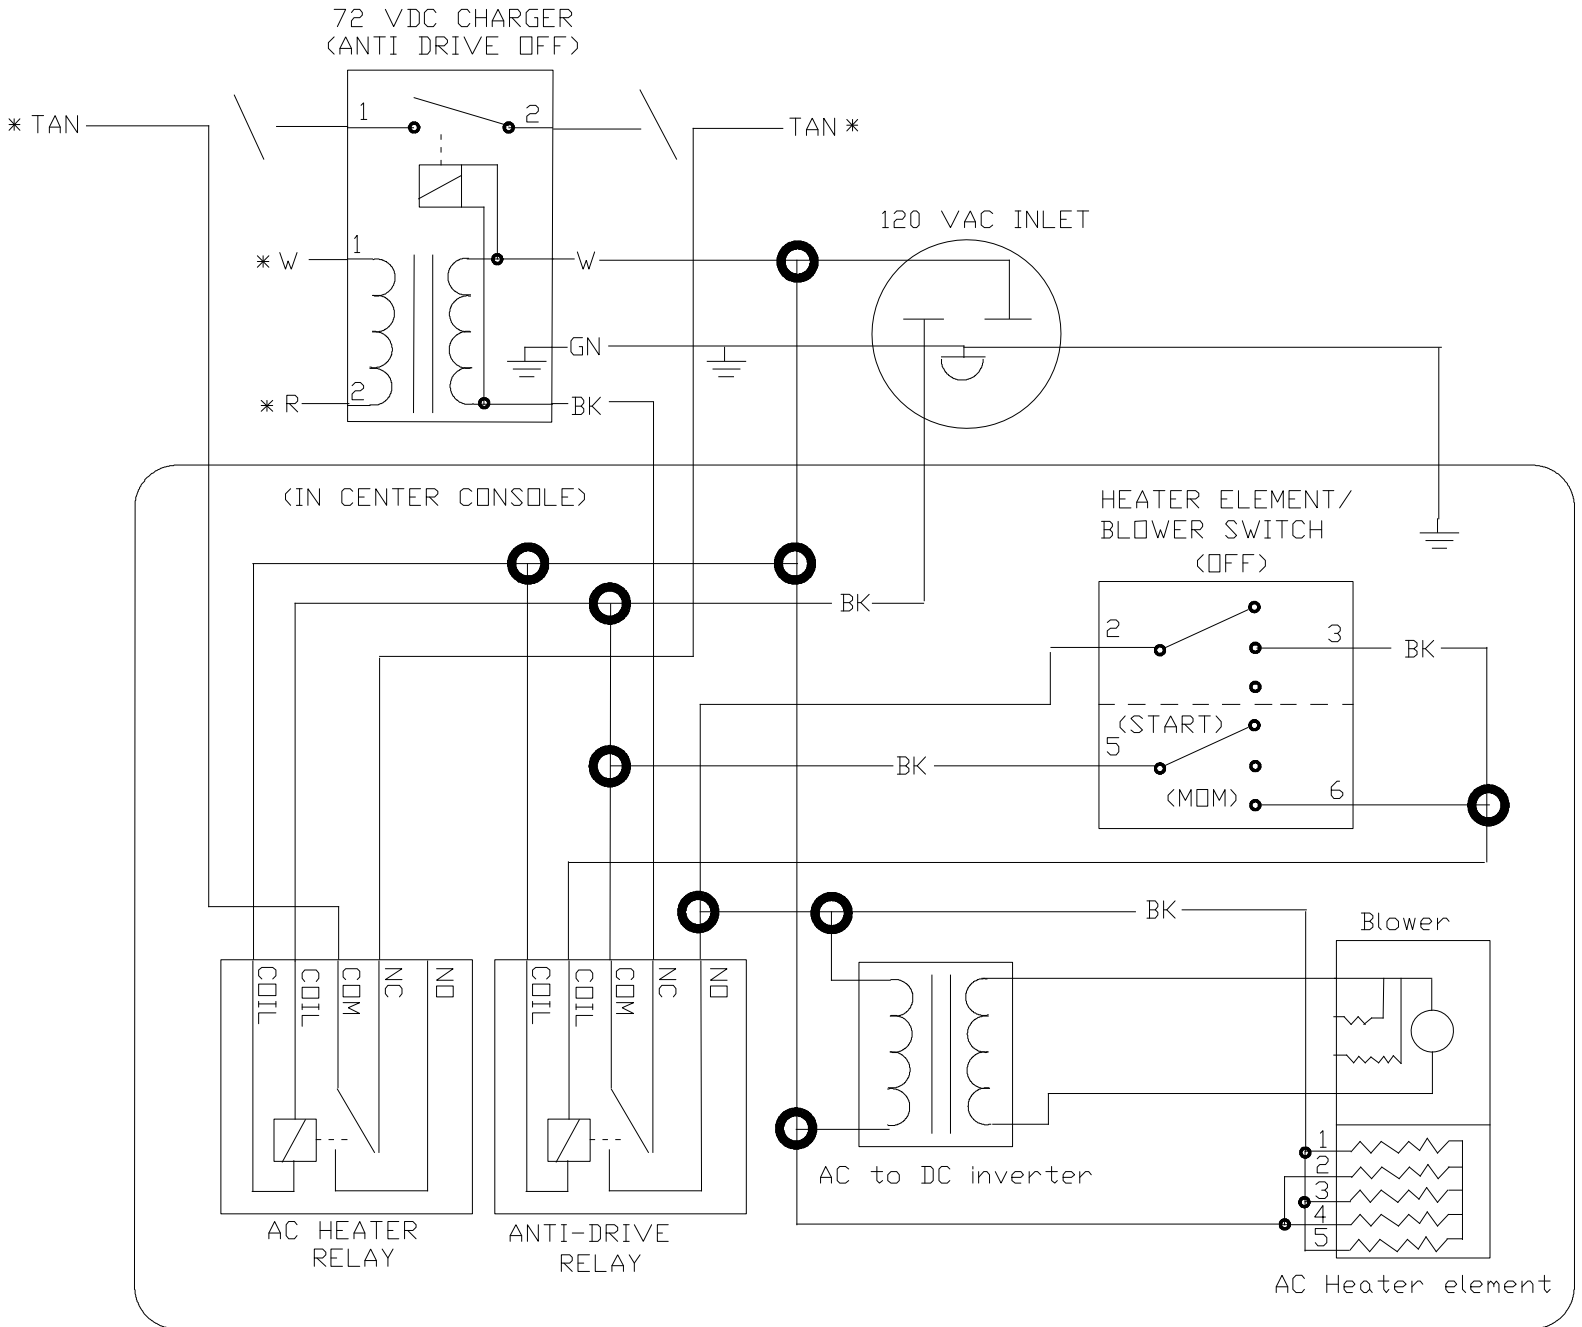 72 VDC CHARGER
(ANTI DRIVE OFF)
1
2
* TAN
TAN *
120 VAC INLET
1
* W
W
GN
2
* R
BK
(IN CENTER CONSOLE)
HEATER ELEMENT/
BLOWER SWITCH
(OFF)
BK
2
3
BK
(START)
5
BK
(MOM)
6
BK
Blower
COIL
COIL
COM
NC
NO
COIL
COIL
COM
NC
NO
1
2
3
4
5
AC to DC inverter
AC HEATER
RELAY
ANTI-DRIVE
RELAY
AC Heater element